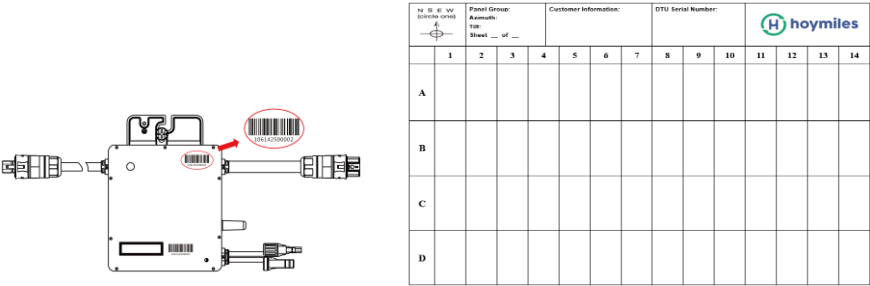 106142500002
N S E W
(circle one)
Panel Group:
Azimuth:
Tilt:
Sheet __ of __
Customer Information:
DTU Serial Number:
hoymiles
1 2 3 4 5 6 7 8 9 10 11 12 13 14
A
B
C
D